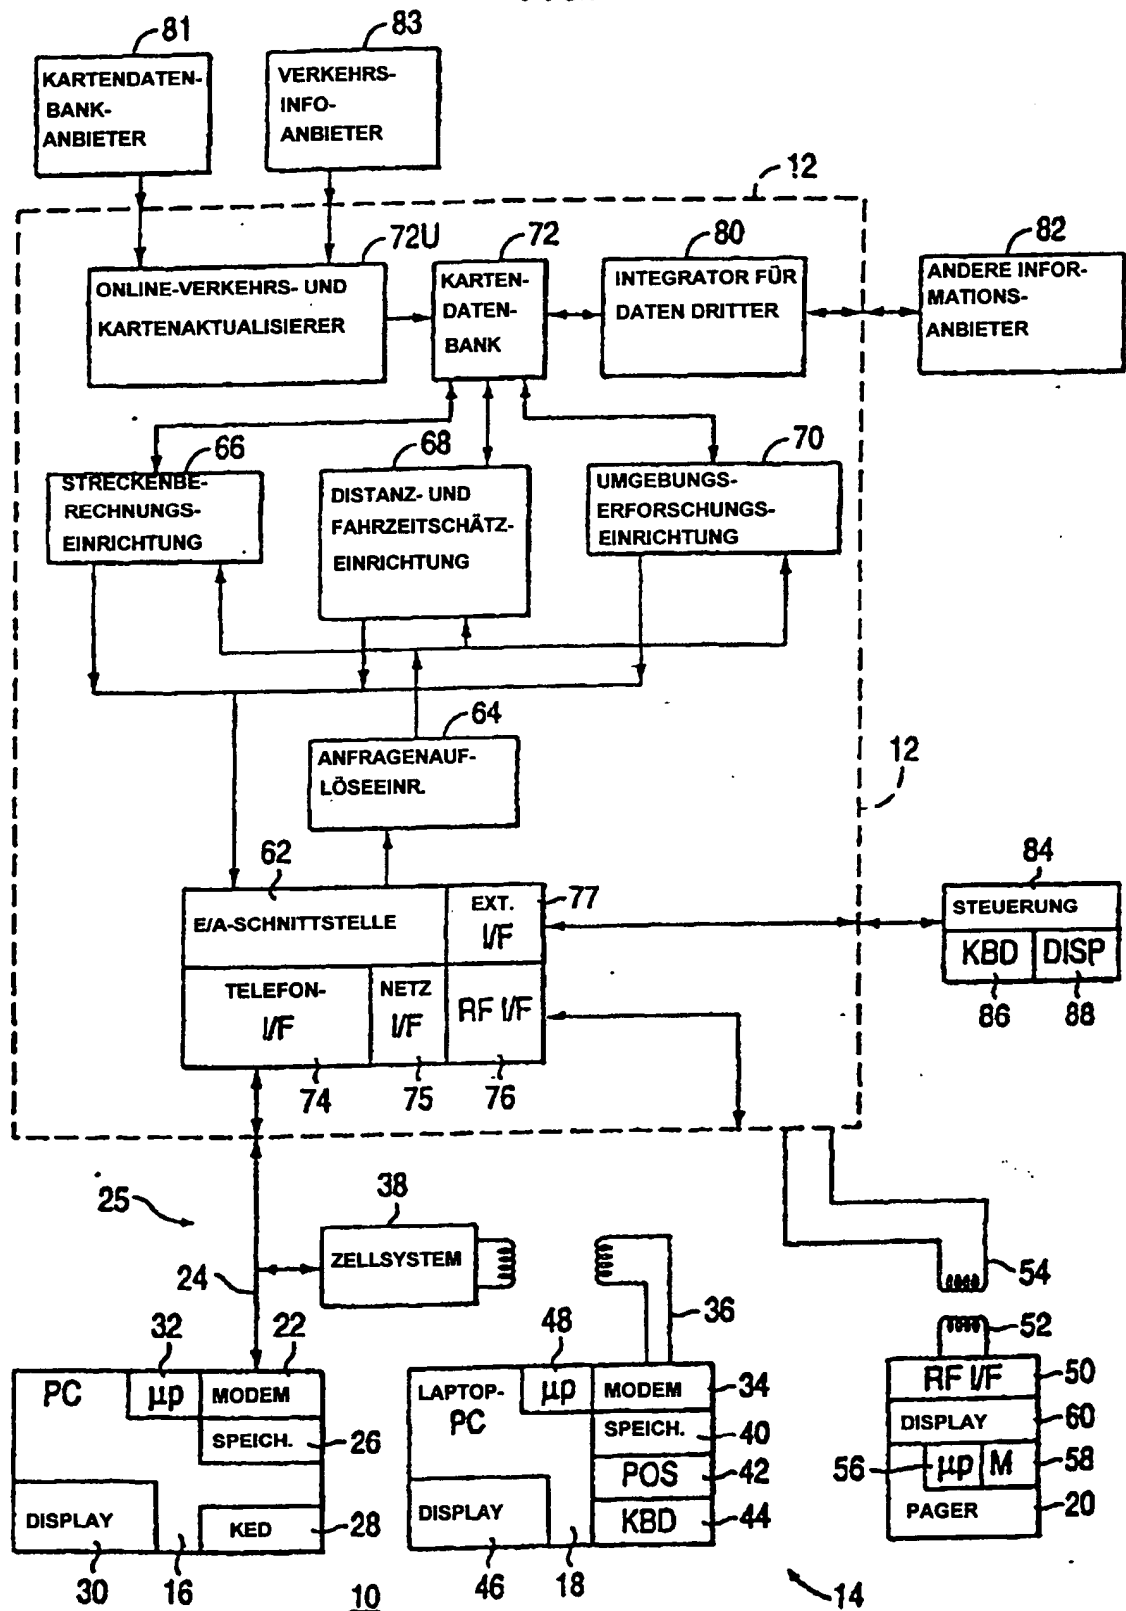 81
83
KARTENDATEN-
BANK-
ANBIETER
VERKEHRS-
INFO-
ANBIETER
12
72U
72
80
82
ONLINE-VERKEHRS- UND
KARTENAKTUALISIERER
KARTEN-
DATEN-
BANK
INTEGRATOR FÜR
DATEN DRITTER
ANDERE INFOR-
MATIONS-
ANBIETER
66
68
70
STRECKENBE-
RECHNUNGS-
EINRICHTUNG
DISTANZ- UND
FAHRZEITSCHÄTZ-
EINRICHTUNG
UMGEBUNGS-
ERFORSCHUNGS-
EINRICHTUNG
64
ANFRAGENAUF-
LÖSEEINR.
12
62
E/A-SCHNITTSTELLE
EXT.
I/F
77
TELEFON-
I/F
NETZ
I/F
RF I/F
74
75
76
84
STEUERUNG
KBD
DISP
86
88
25
38
ZELLSYSTEM
24
36
54
52
32
22
PC
µp
MODEM
SPEICH.
26
DISPLAY
KED
28
30
16
48
LAPTOP-
PC
µp
MODEM
34
SPEICH.
40
POS
42
DISPLAY
KBD
44
46
18
RF I/F
50
DISPLAY
60
56
µp
M
58
PAGER
20
10
14